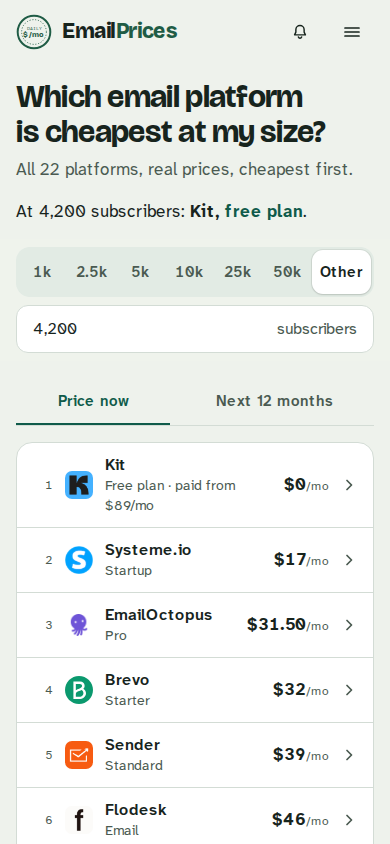 DAILY
$/mo
EmailPrices
Which email platform
is cheapest at my size?
All 22 platforms, real prices, cheapest first.
At 4,200 subscribers: Kit, free plan.
1k 2.5k 5k 10k 25k 50k Other
4,200 subscribers
Price now Next 12 months
1 Kit $0/mo
Free plan · paid from
$89/mo
2 Systeme.io $17/mo
Startup
3 EmailOctopus $31.50/mo
Pro
4 Brevo $32/mo
Starter
5 Sender $39/mo
Standard
6 Flodesk $46/mo
Email